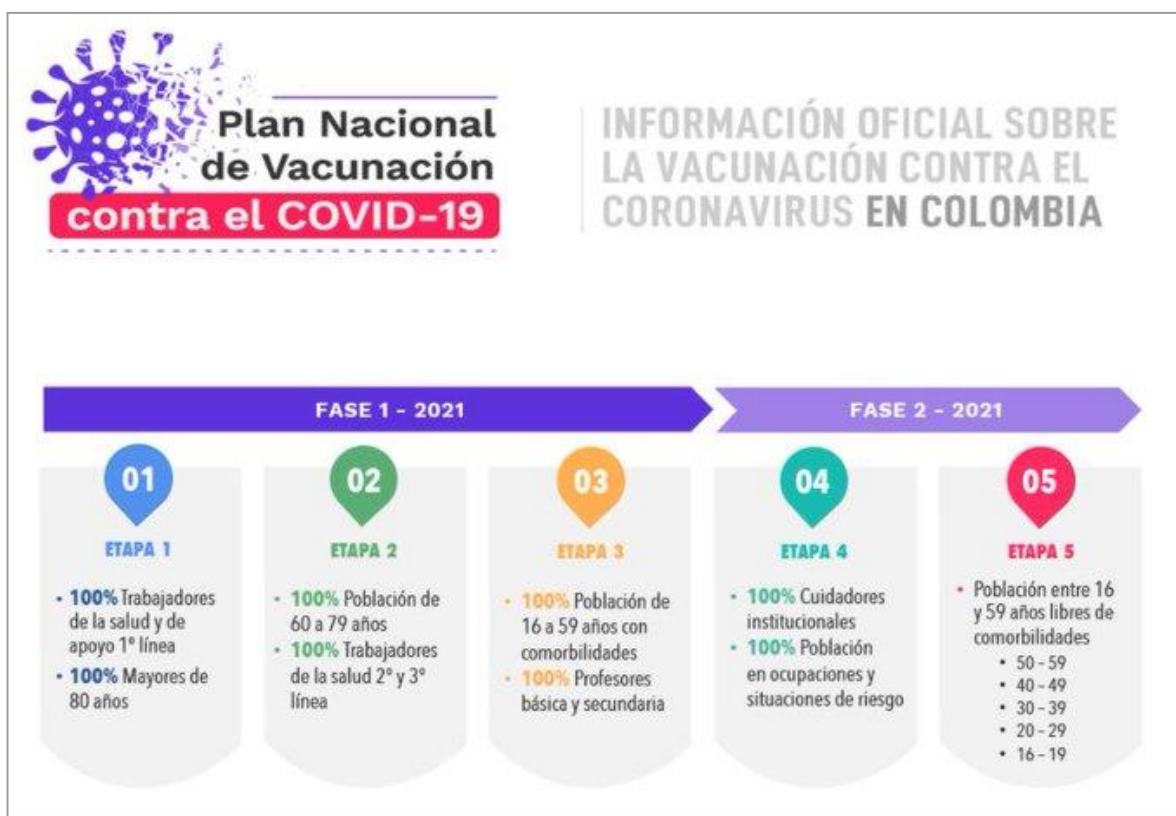 Plan Nacional
de Vacunación
contra el COVID-19
INFORMACIÓN OFICIAL SOBRE
LA VACUNACIÓN CONTRA EL
CORONAVIRUS EN COLOMBIA
FASE 1 - 2021
FASE 2 - 2021
01
ETAPA 1
• 100% Trabajadores
de la salud y de
apoyo 1º línea
• 100% Mayores de
80 años
02
ETAPA 2
• 100% Población de
60 a 79 años
• 100% Trabajadores
de la salud 2º y 3º
línea
03
ETAPA 3
• 100% Población de
16 a 59 años con
comorbilidades
• 100% Profesores
básica y secundaria
04
ETAPA 4
• 100% Cuidadores
institucionales
• 100% Población
en ocupaciones y
situaciones de riesgo
05
ETAPA 5
• Población entre 16
y 59 años libres de
comorbilidades
• 50 – 59
• 40 – 49
• 30 – 39
• 20 – 29
• 16 – 19